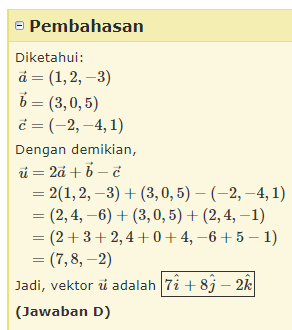 Pembahasan
Diketahui:
$\vec{a} = (1, 2, -3)$
$\vec{b} = (3, 0, 5)$
$\vec{c} = (-2, -4, 1)$
Dengan demikian,
$\vec{u} = 2\vec{a} + \vec{b} - \vec{c}$
$= 2(1, 2, -3) + (3, 0, 5) - (-2, -4, 1)$
$= (2, 4, -6) + (3, 0, 5) + (2, 4, -1)$
$= (2 + 3 + 2, 4 + 0 + 4, -6 + 5 - 1)$
$= (7, 8, -2)$
Jadi, vektor $\vec{u}$ adalah $\boxed{7\hat{i} + 8\hat{j} - 2\hat{k}}$
(Jawaban D)